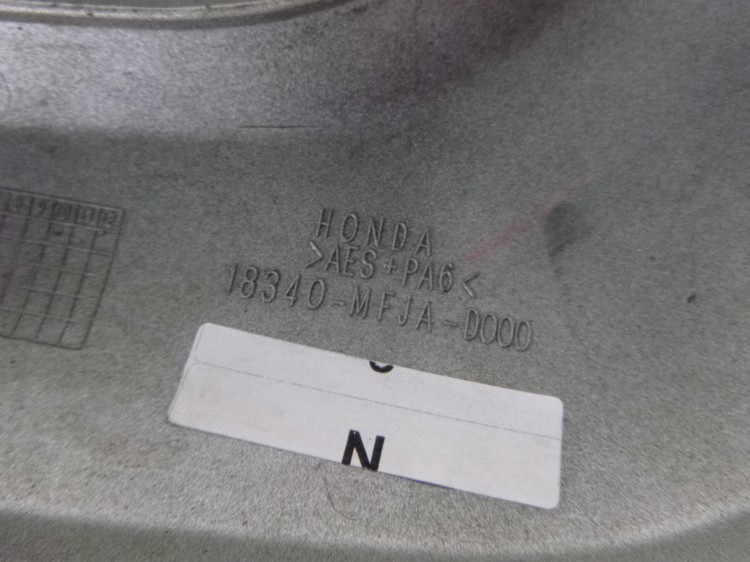 HONDA
>AES+PA6<
18340-MFJA-D000
N